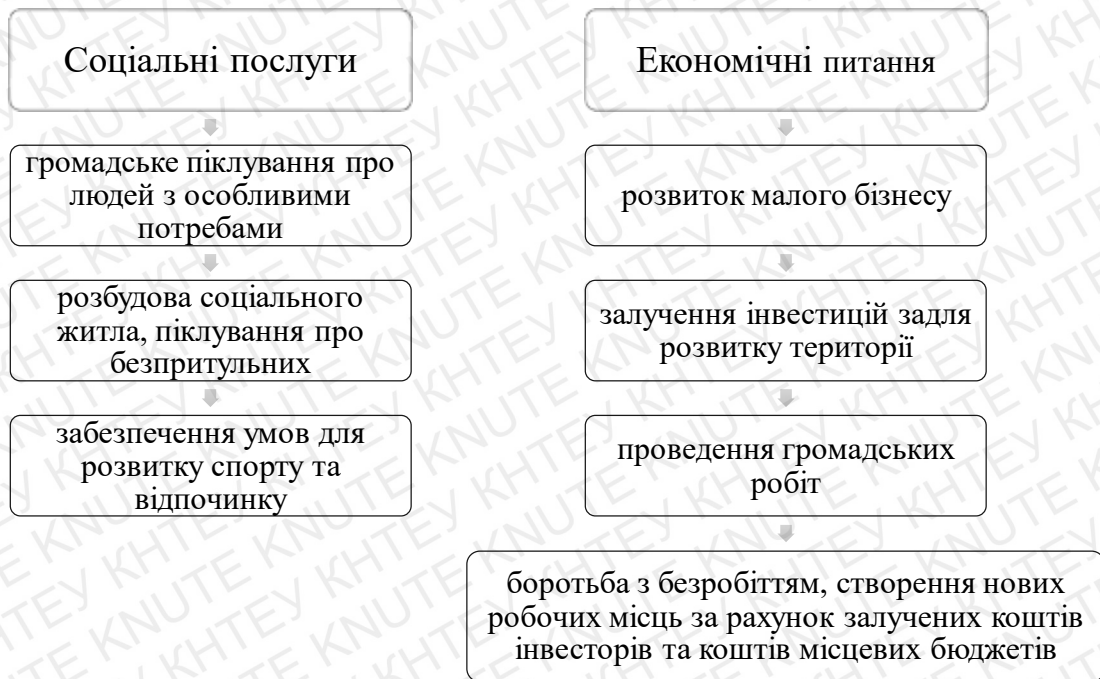 Соціальні послуги
громадське піклування про
людей з особливими
потребами
розбудова соціального
житла, піклування про
безпритульних
забезпечення умов для
розвитку спорту та
відпочинку
Економічні питання
розвиток малого бізнесу
залучення інвестицій задля
розвитку території
проведення громадських
робіт
боротьба з безробіттям, створення нових
робочих місць за рахунок залучених коштів
інвесторів та коштів місцевих бюджетів